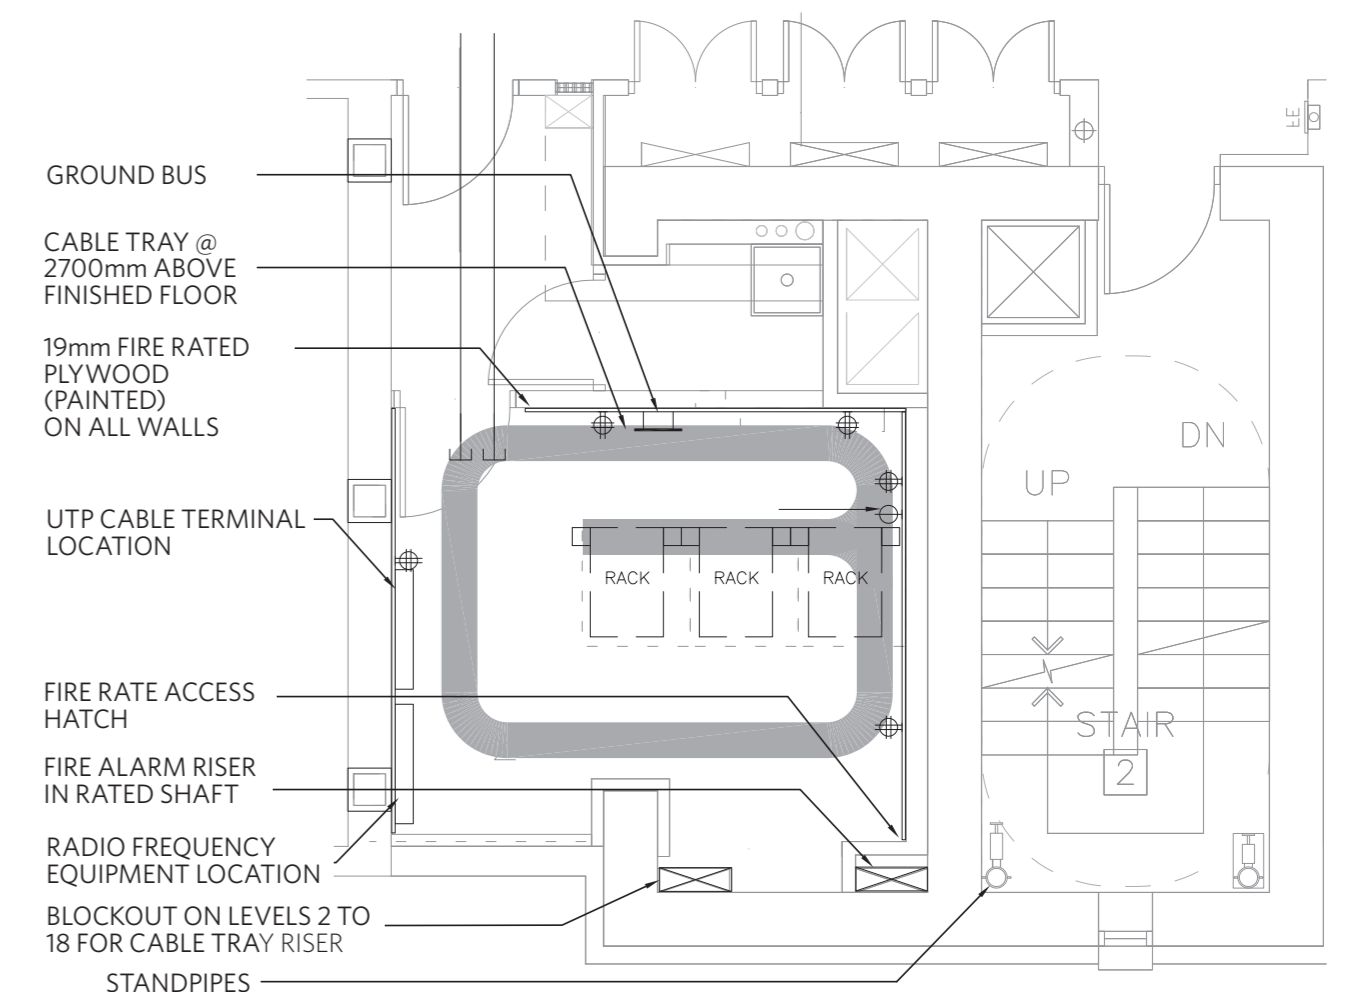 FE
GROUND BUS
CABLE TRAY @
2700mm ABOVE
FINISHED FLOOR
19mm FIRE RATED
PLYWOOD
(PAINTED)
ON ALL WALLS
DN
UP
UTP CABLE TERMINAL
LOCATION
RACK RACK RACK
FIRE RATE ACCESS
HATCH
STAIR
2
FIRE ALARM RISER
IN RATED SHAFT
RADIO FREQUENCY
EQUIPMENT LOCATION
BLOCKOUT ON LEVELS 2 TO
18 FOR CABLE TRAY RISER
STANDPIPES